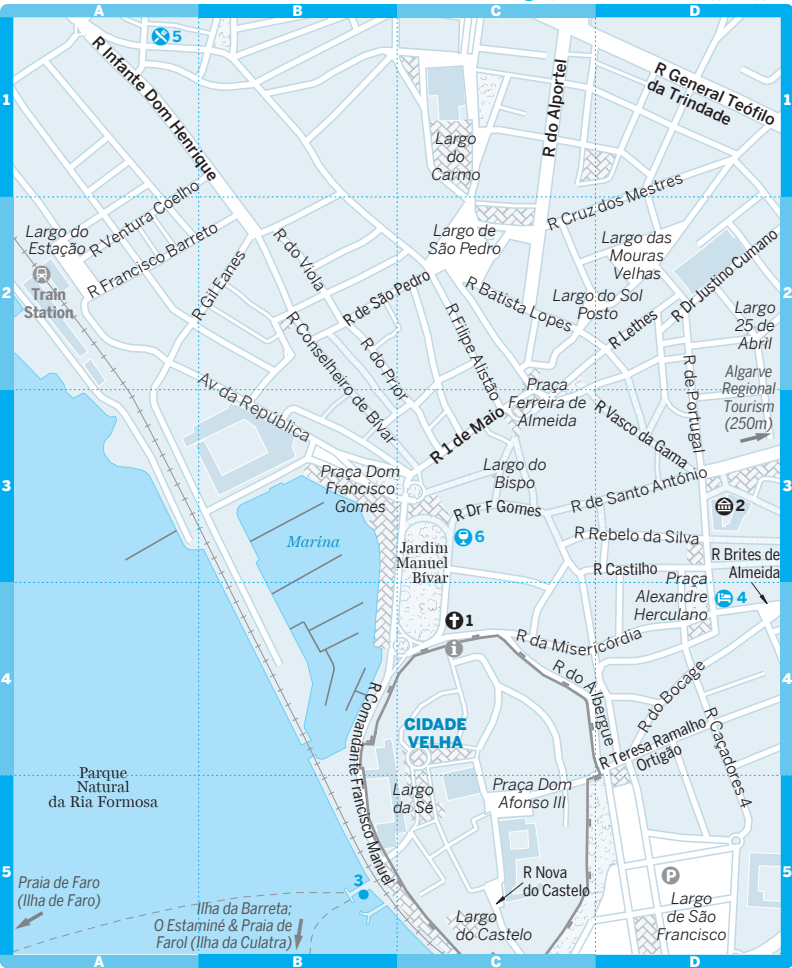 A
B
C
D
5
R Infante Dom Henrique
R do Alportel
R General Teófilo
da Trindade
1
1
Largo
do
Carmo
R Ventura Coelho
R Cruz dos Mestres
Largo do
Estação
R Francisco Barreto
Largo de
São Pedro
Largo das
Mouras
Velhas
R do Viola
R Gil Eanes
R Dr Justino Cumano
2
2
Train
Station
R de São Pedro
R Batista Lopes
Largo do Sol
Posto
Largo
25 de
Abril
R Conselheiro de Bívar
R do Prior
R Filipe Alistão
R Lethes
R de Portugal
Algarve
Regional
Tourism
(250m)
Av da República
Praça
Ferreira de
Almeida
R Vasco da Gama
R 1 de Maio
3
3
Praça Dom
Francisco
Gomes
Largo do
Bispo
R de Santo António
R Dr F Gomes
2
Marina
6
R Rebelo da Silva
Jardim
Manuel
Bívar
R Castilho
R Brites de
Almeida
Praça
Alexandre
Herculano
4
1
R da Misericórdia
4
4
R do Albergue
R do Bocage
R Comandante Francisco Manuel
CIDADE
VELHA
R Teresa Ramalho
Ortigão
R Caçadores 4
Parque
Natural
da Ria Formosa
Largo
da Sé
Praça Dom
Afonso III
5
5
R Nova
do Castelo
P
3
Praia de Faro
(Ilha de Faro)
Ilha da Barreta;
O Estaminé & Praia de
Farol (Ilha da Culatra)
Largo
do Castelo
Largo
de São
Francisco
A
B
C
D